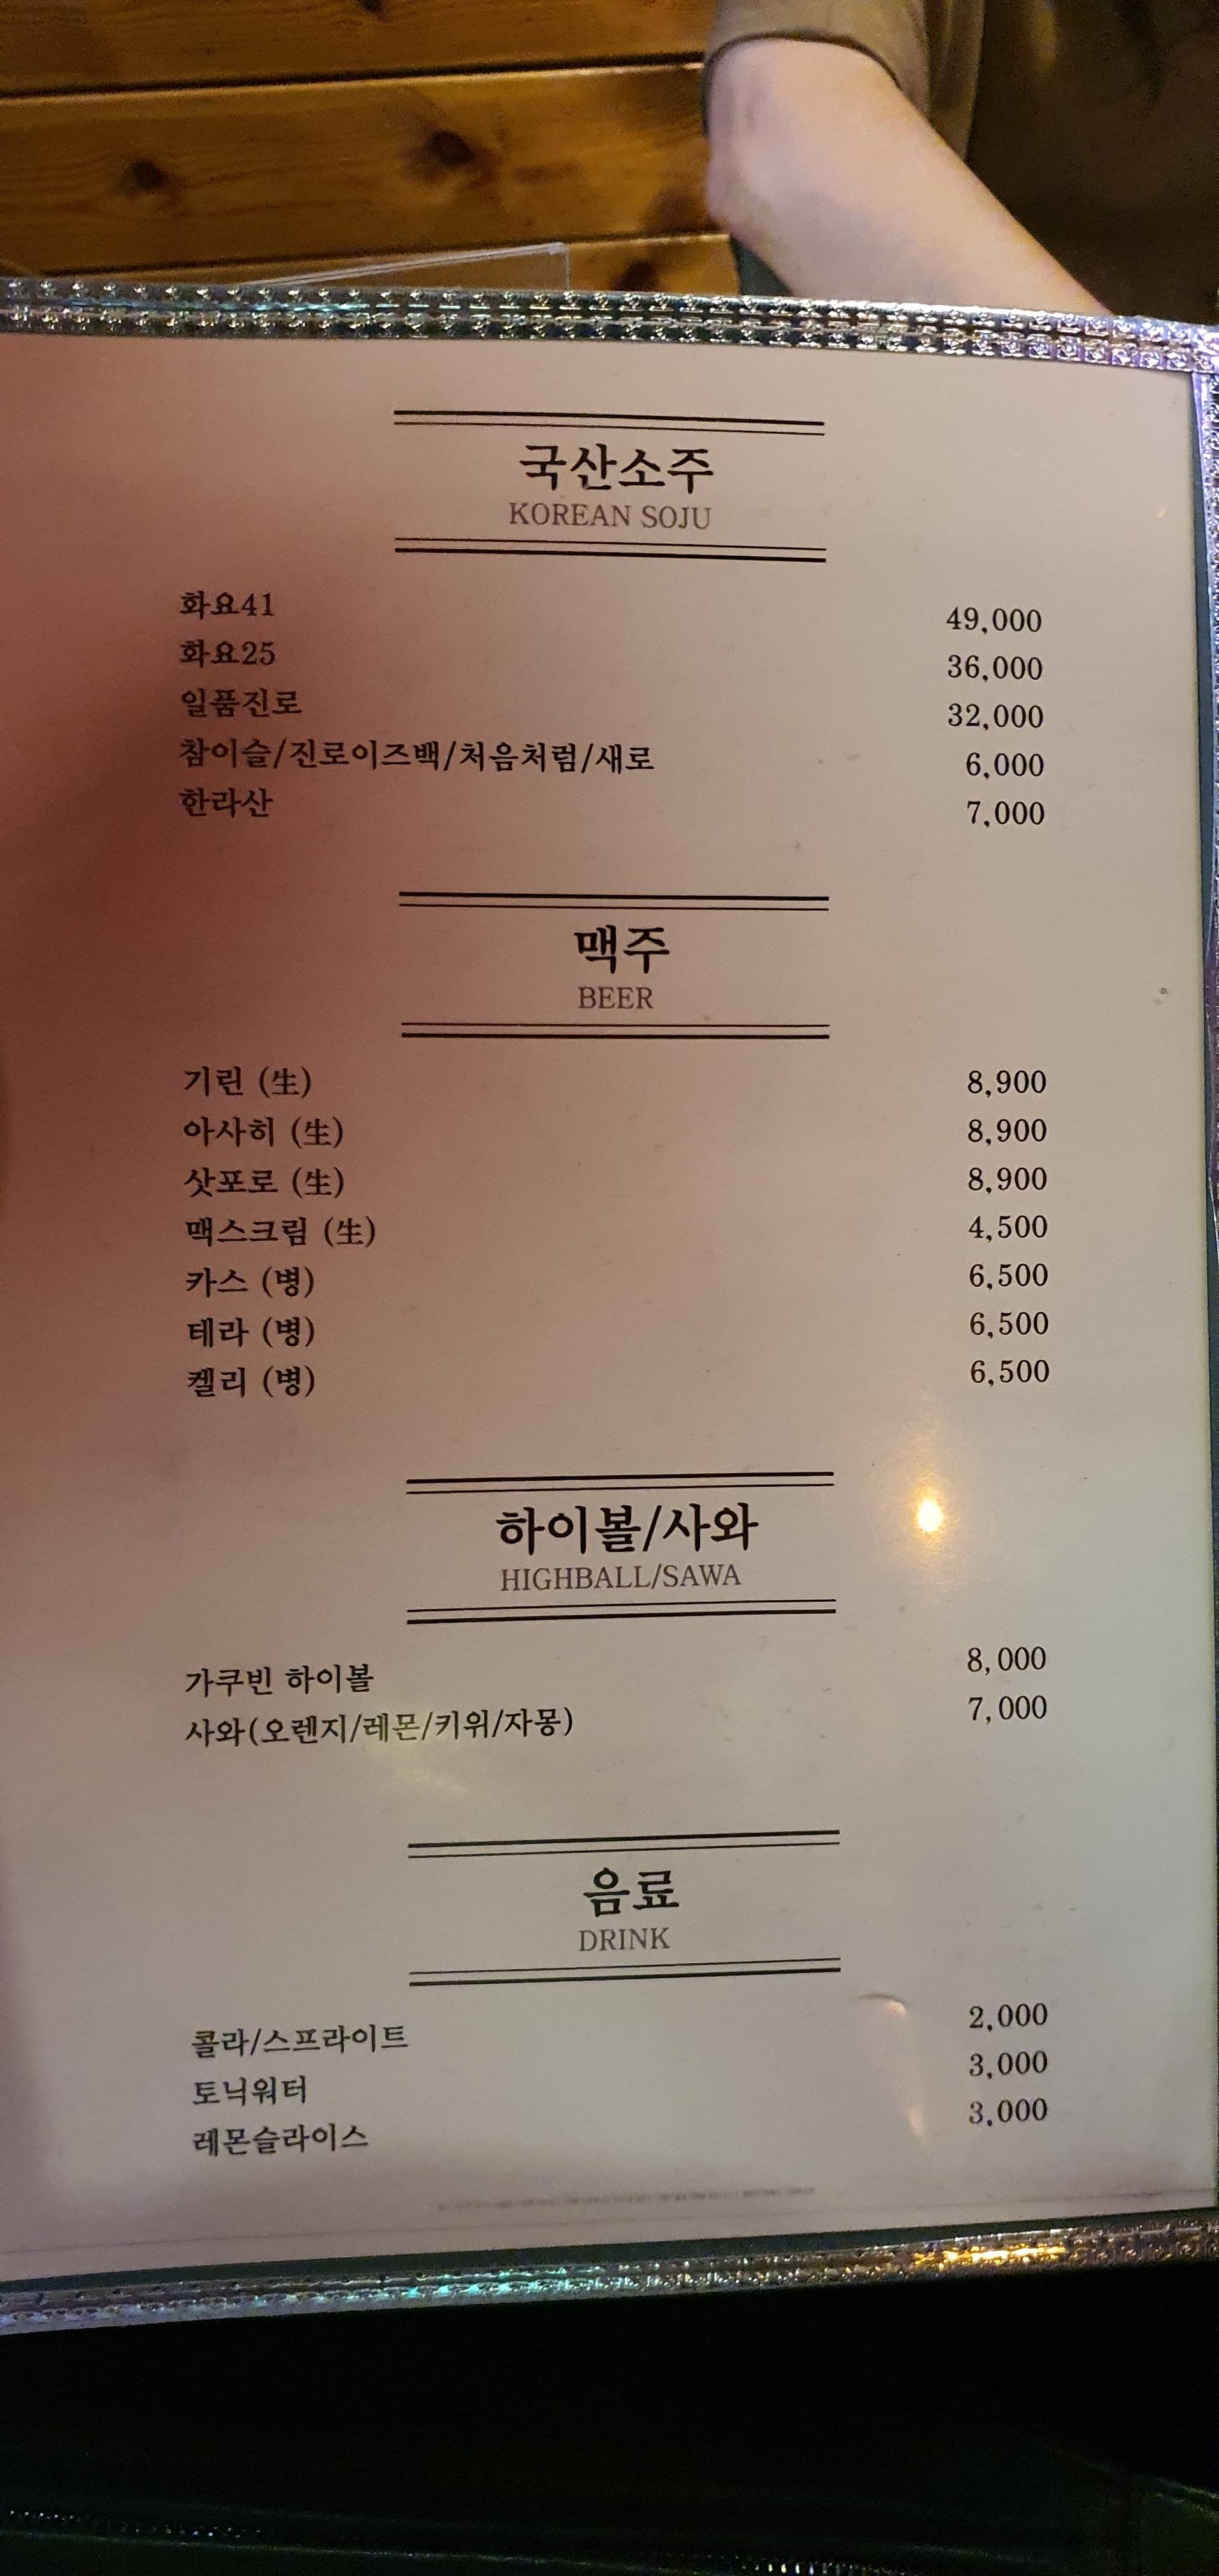 국산소주
KOREAN SOJU
화요41 49,000
화요25 36,000
일품진로 32,000
참이슬/진로이즈백/처음처럼/새로 6,000
한라산 7,000
맥주
BEER
기린 (生) 8,900
아사히 (生) 8,900
삿포로 (生) 8,900
맥스크림 (生) 4,500
카스 (병) 6,500
테라 (병) 6,500
켈리 (병) 6,500
하이볼/사와
HIGHBALL/SAWA
가쿠빈 하이볼 8,000
사와(오렌지/레몬/키위/자몽) 7,000
음료
DRINK
콜라/스프라이트 2,000
토닉워터 3,000
레몬슬라이스 3,000